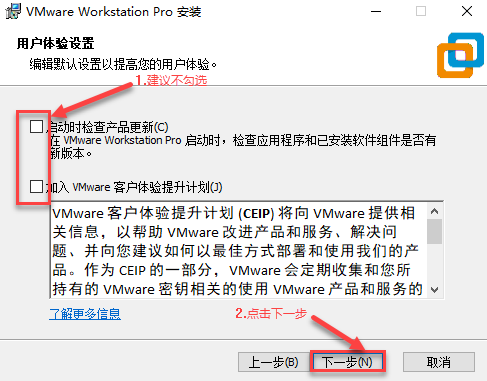 VMware Workstation Pro 安装
用户体验设置
编辑默认设置以提高您的用户体验。
1.建议不勾选
启动时检查产品更新(C)
在 VMware Workstation Pro 启动时，检查应用程序和已安装软件组件是否有
新版本。
加入 VMware 客户体验提升计划(J)
VMware 客户体验提升计划 (CEIP) 将向 VMware 提供相
关信息，以帮助 VMware 改进产品和服务、解决问
题、并向您建议如何以最佳方式部署和使用我们的产
品。作为 CEIP 的一部分，VMware 会定期收集和您所
持有的 VMware 密钥相关的使用 VMware 产品和服务的
了解更多信息
2.点击下一步
上一步(B)
下一步(N)
取消